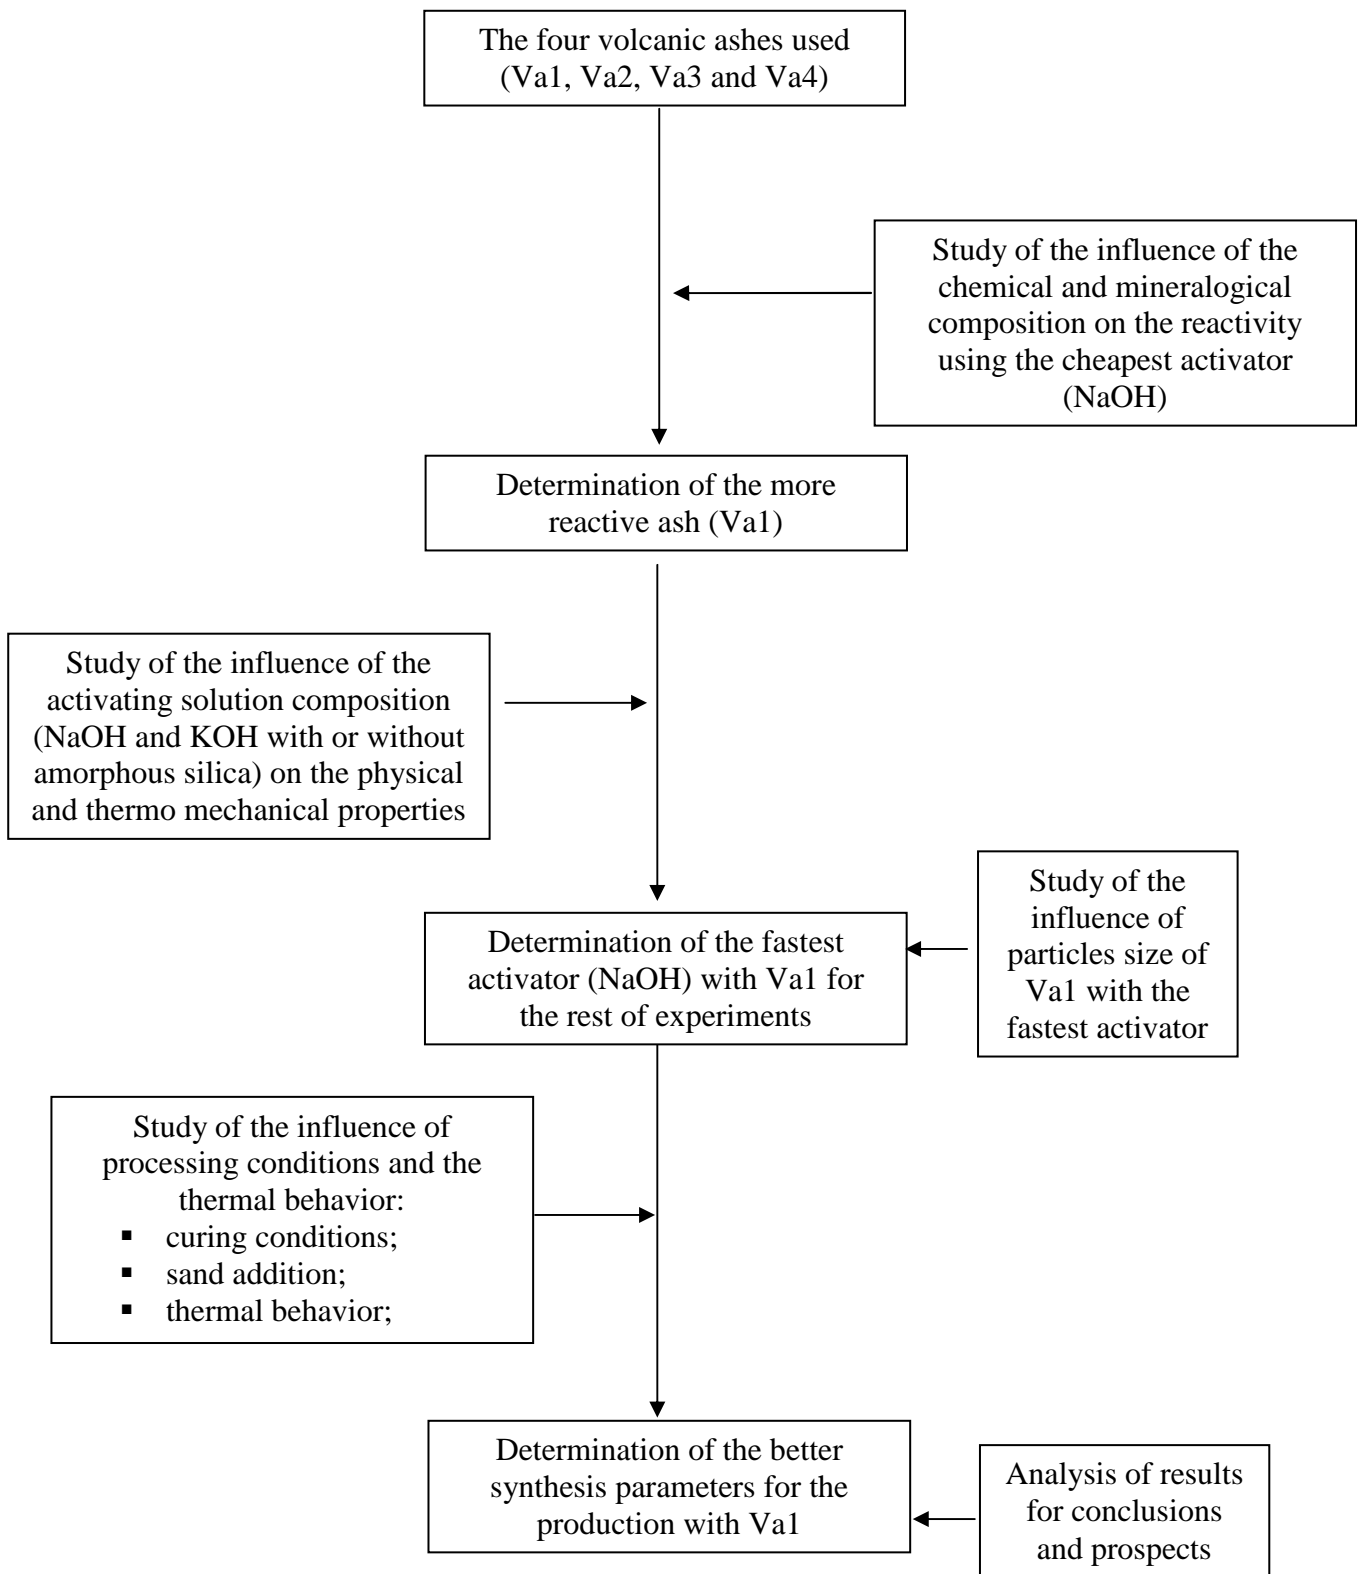 The four volcanic ashes used
(Va1, Va2, Va3 and Va4)
Study of the influence of the
chemical and mineralogical
composition on the reactivity
using the cheapest activator
(NaOH)
Determination of the more
reactive ash (Va1)
Study of the influence of the
activating solution composition
(NaOH and KOH with or without
amorphous silica) on the physical
and thermo mechanical properties
Study of the
influence of
particles size of
Va1 with the
fastest activator
Determination of the fastest
activator (NaOH) with Va1 for
the rest of experiments
Study of the influence of
processing conditions and the
thermal behavior:
▪ curing conditions;
▪ sand addition;
▪ thermal behavior;
Determination of the better
synthesis parameters for the
production with Va1
Analysis of results
for conclusions
and prospects